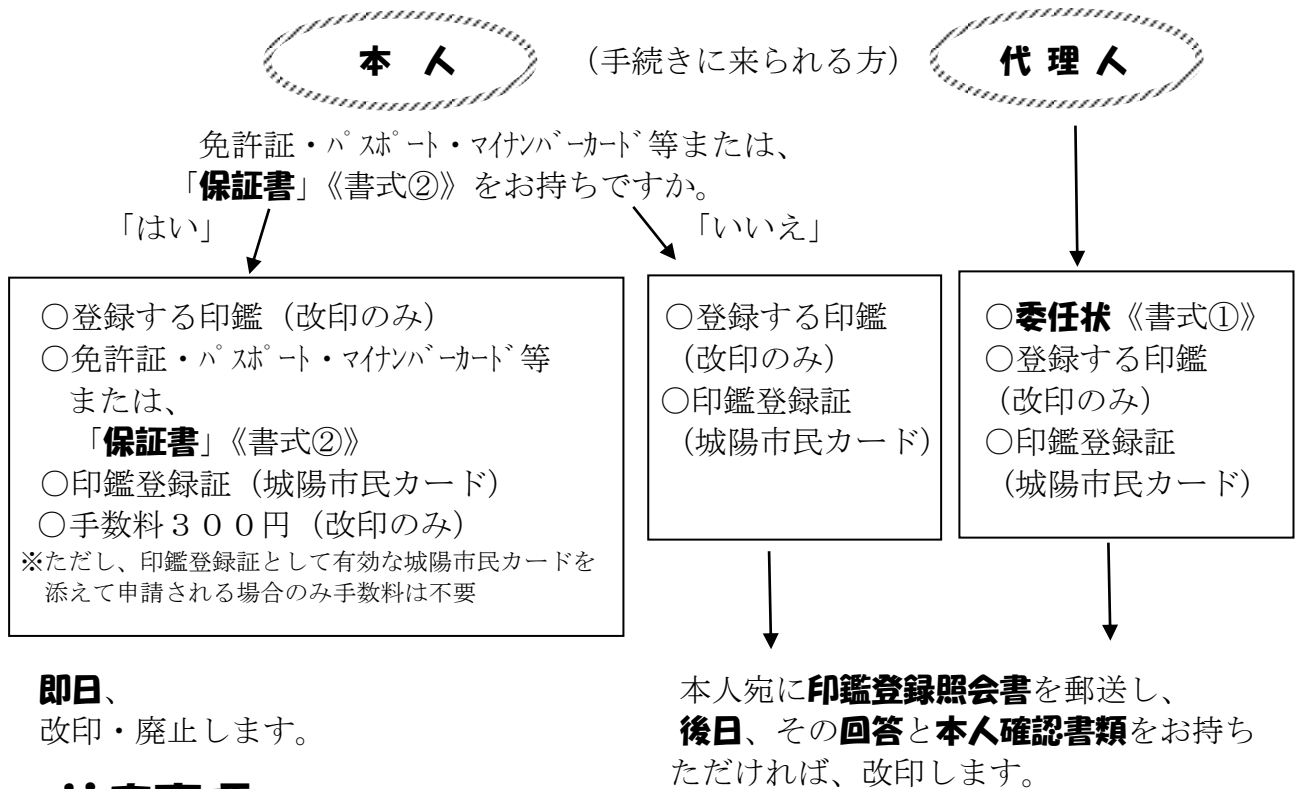 本 人 （手続きに来られる方） 代 理 人
免許証・ﾊﾟｽﾎﾟｰﾄ・ﾏｲﾅﾝﾊﾞｰｶｰﾄﾞ等または、
「保証書」《書式②》をお持ちですか。
「はい」 「いいえ」
○登録する印鑑（改印のみ）
○免許証・ﾊﾟｽﾎﾟｰﾄ・ﾏｲﾅﾝﾊﾞｰｶｰﾄﾞ等
または、
「保証書」《書式②》
○印鑑登録証（城陽市民カード）
○手数料３００円（改印のみ）
※ただし、印鑑登録証として有効な城陽市民カードを
添えて申請される場合のみ手数料は不要
○登録する印鑑
（改印のみ）
○印鑑登録証
（城陽市民カード）
○委任状《書式①》
○登録する印鑑
（改印のみ）
○印鑑登録証
（城陽市民カード）
即日、
改印・廃止します。
本人宛に印鑑登録照会書を郵送し、
後日、その回答と本人確認書類をお持ち
ただければ、改印します。